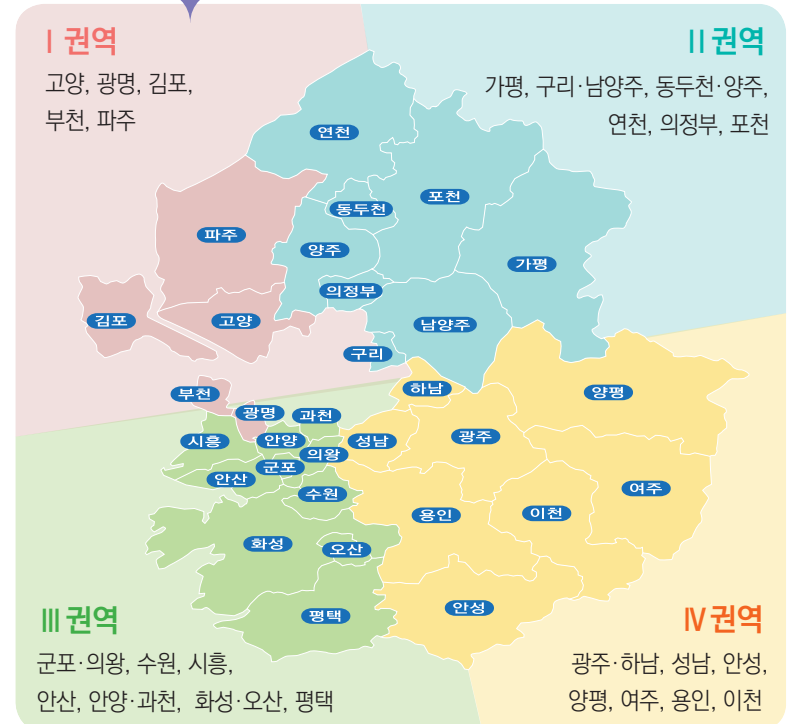 Ⅰ 권역
고양, 광명, 김포,
부천, 파주
Ⅱ 권역
가평, 구리·남양주, 동두천·양주,
연천, 의정부, 포천
연천
포천
동두천
파주
양주
가평
의정부
김포
고양
남양주
구리
부천
하남
양평
광명
과천
시흥
안양
성남
광주
의왕
군포
안산
수원
여주
용인
이천
화성
오산
안성
평택
Ⅲ 권역
군포·의왕, 수원, 시흥,
안산, 안양·과천, 화성·오산, 평택
Ⅳ 권역
광주·하남, 성남, 안성,
양평, 여주, 용인, 이천